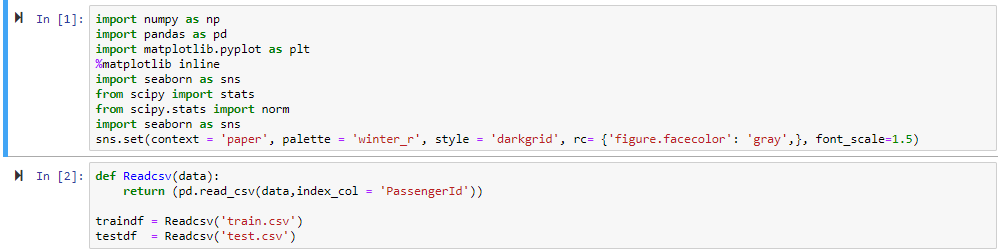 In [1]:
import numpy as np
import pandas as pd
import matplotlib.pyplot as plt
%matplotlib inline
import seaborn as sns
from scipy import stats
from scipy.stats import norm
import seaborn as sns
sns.set(context = 'paper', palette = 'winter_r', style = 'darkgrid', rc= {'figure.facecolor': 'gray',}, font_scale=1.5)
In [2]:
def Readcsv(data):
    return (pd.read_csv(data,index_col = 'PassengerId'))
traindf = Readcsv('train.csv')
testdf  = Readcsv('test.csv')